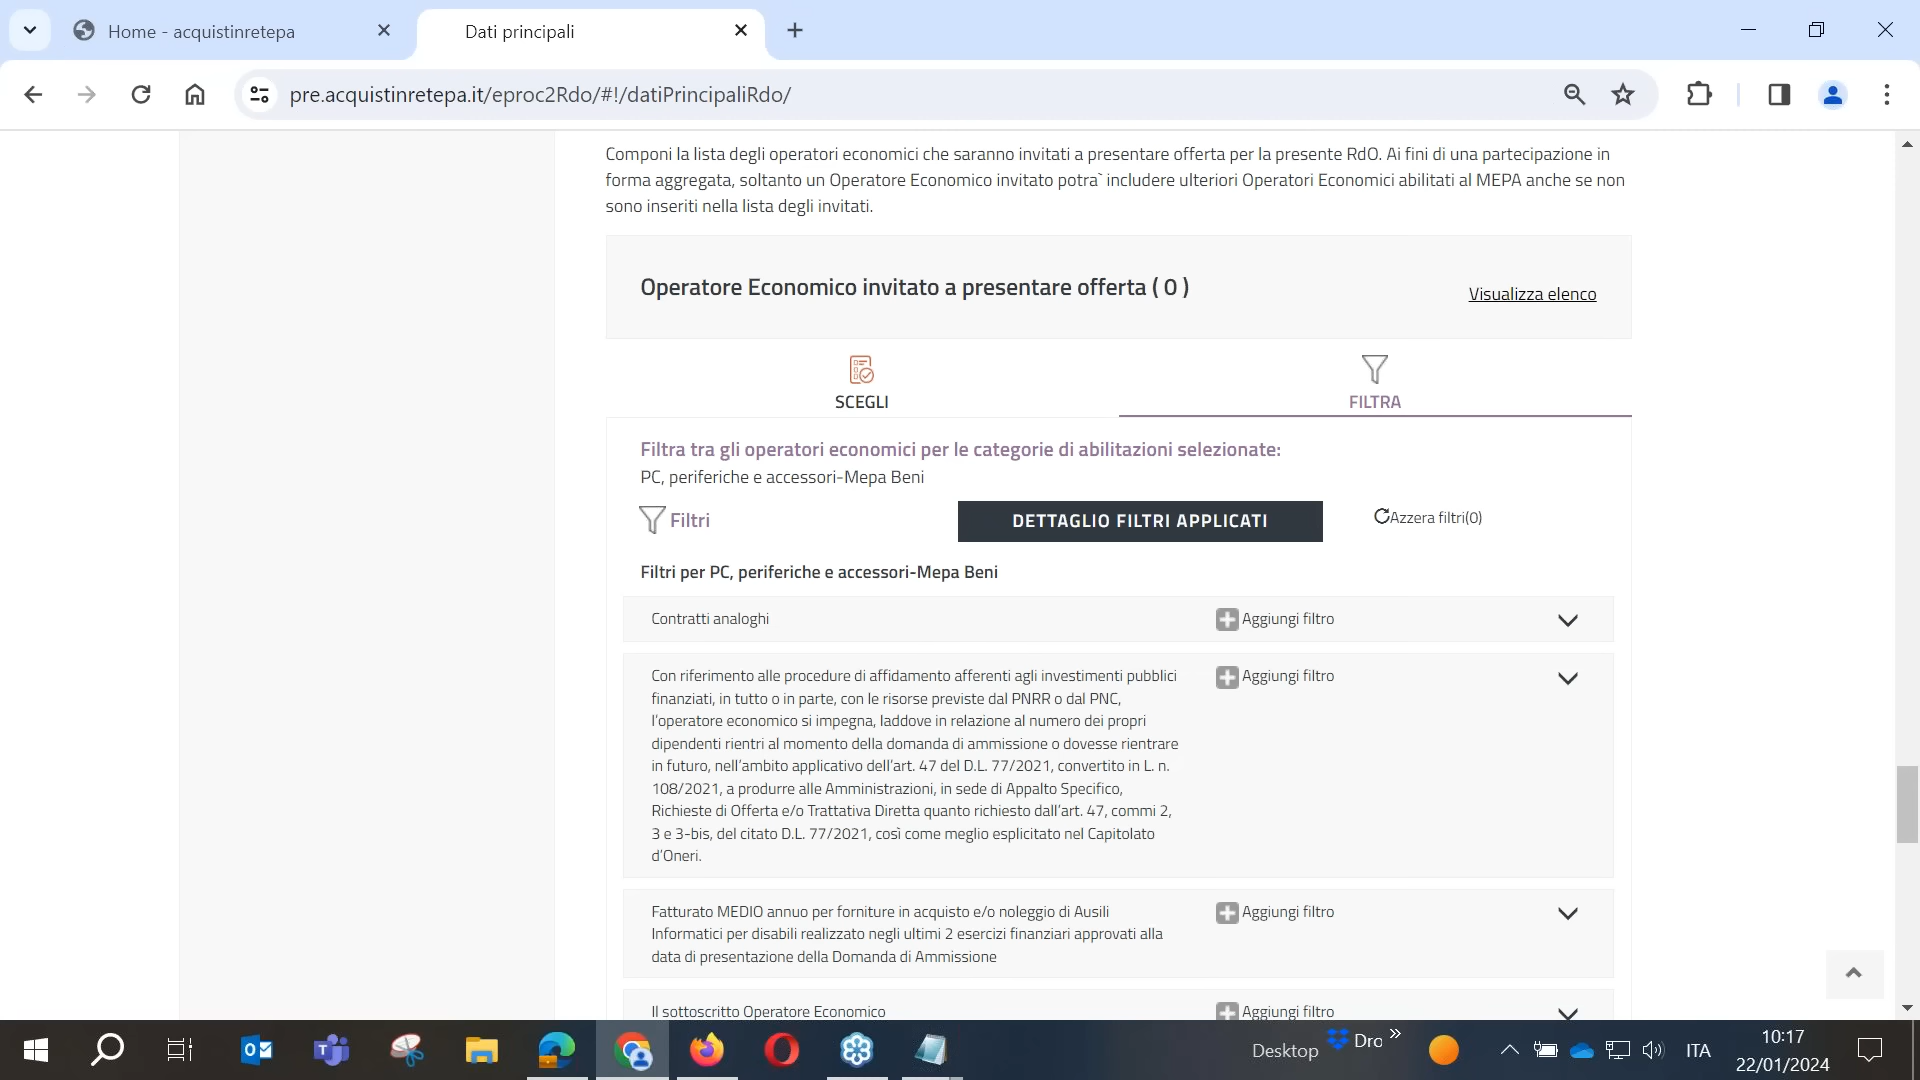 Home - acquistinretepa
Dati principali
pre.acquistinretepa.it/eproc2Rdo/#!/datiPrincipaliRdo/
Componi la lista degli operatori economici che saranno invitati a presentare offerta per la presente RdO. Ai fini di una partecipazione in
forma aggregata, soltanto un Operatore Economico invitato potra` includere ulteriori Operatori Economici abilitati al MEPA anche se non
sono inseriti nella lista degli invitati.
Operatore Economico invitato a presentare offerta ( 0 )
Visualizza elenco
SCEGLI
FILTRA
Filtra tra gli operatori economici per le categorie di abilitazioni selezionate:
PC, periferiche e accessori-Mepa Beni
Filtri
DETTAGLIO FILTRI APPLICATI
Azzera filtri(0)
Filtri per PC, periferiche e accessori-Mepa Beni
Contratti analoghi
Aggiungi filtro
Con riferimento alle procedure di affidamento afferenti agli investimenti pubblici
finanziati, in tutto o in parte, con le risorse previste dal PNRR o dal PNC,
l'operatore economico si impegna, laddove in relazione al numero dei propri
dipendenti rientri al momento della domanda di ammissione o dovesse rientrare
in futuro, nell'ambito applicativo dell'art. 47 del D.L. 77/2021, convertito in L. n.
108/2021, a produrre alle Amministrazioni, in sede di Appalto Specifico,
Richieste di Offerta e/o Trattativa Diretta quanto richiesto dall'art. 47, commi 2,
3 e 3-bis, del citato D.L. 77/2021, così come meglio esplicitato nel Capitolato
d'Oneri.
Aggiungi filtro
Fatturato MEDIO annuo per forniture in acquisto e/o noleggio di Ausili
Informatici per disabili realizzato negli ultimi 2 esercizi finanziari approvati alla
data di presentazione della Domanda di Ammissione
Aggiungi filtro
Il sottoscritto Operatore Economico
Aggiungi filtro
Desktop
Dro
ITA
10:17
22/01/2024